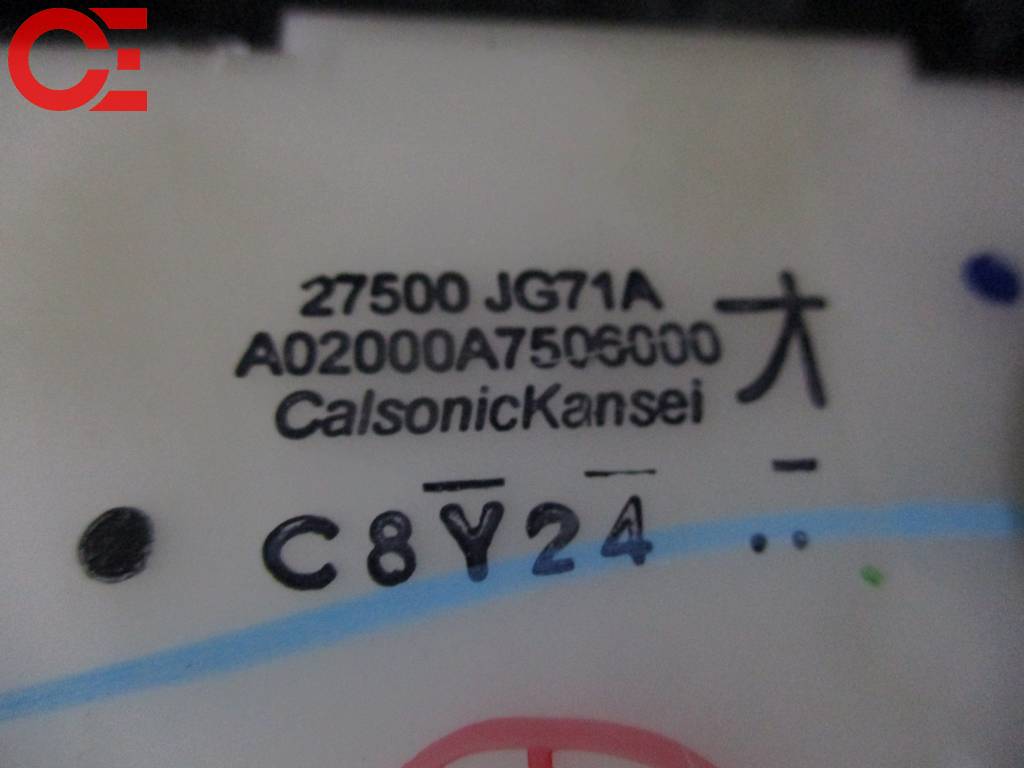 CE
27500 JG71A
A02000A7506000
CalsonicKansei
大
C8Y24